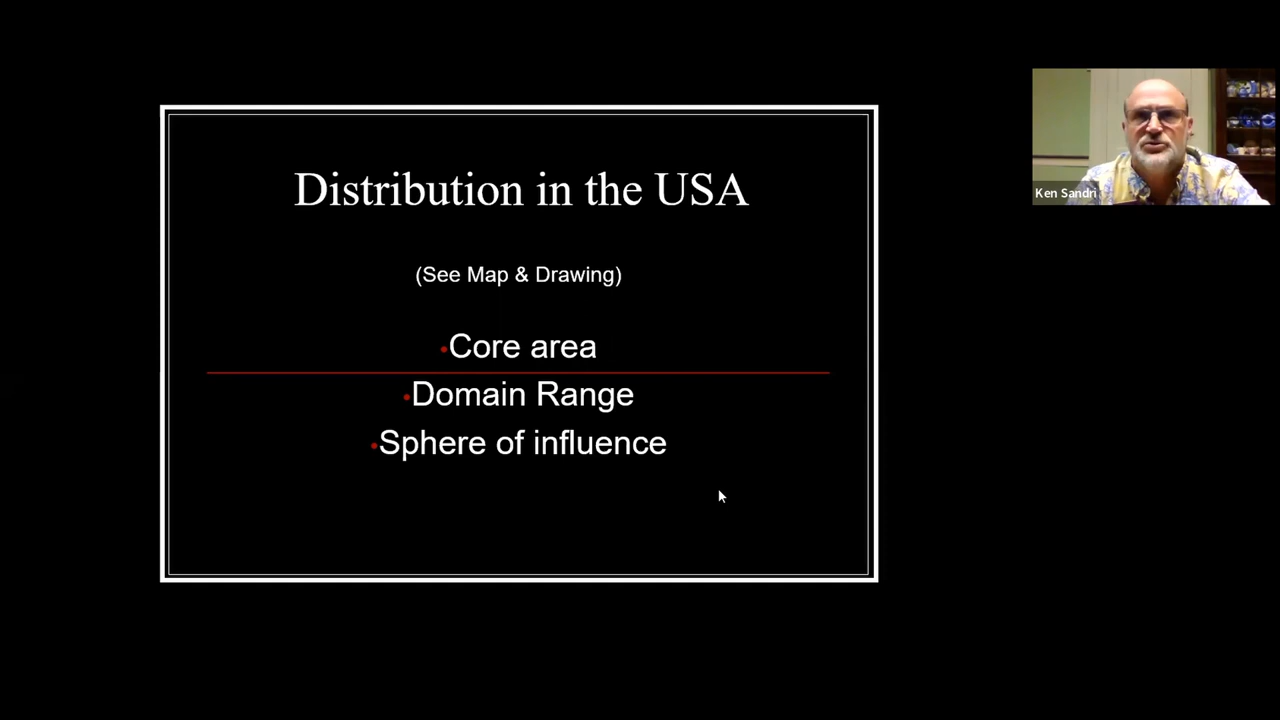 Distribution in the USA
(See Map & Drawing)
•Core area
•Domain Range
•Sphere of influence
Ken Sandri